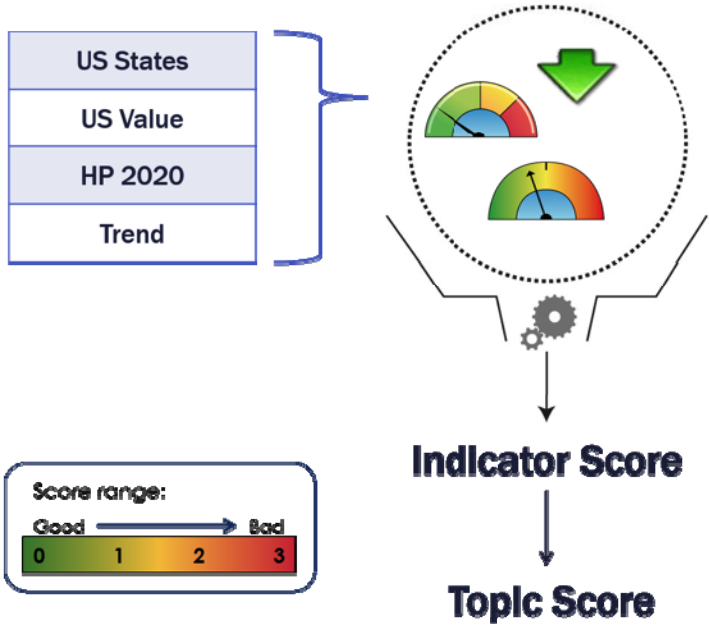 US States
US Value
HP 2020
Trend
Indicator Score
Score range:
Good Bad
0 1 2 3
Topic Score